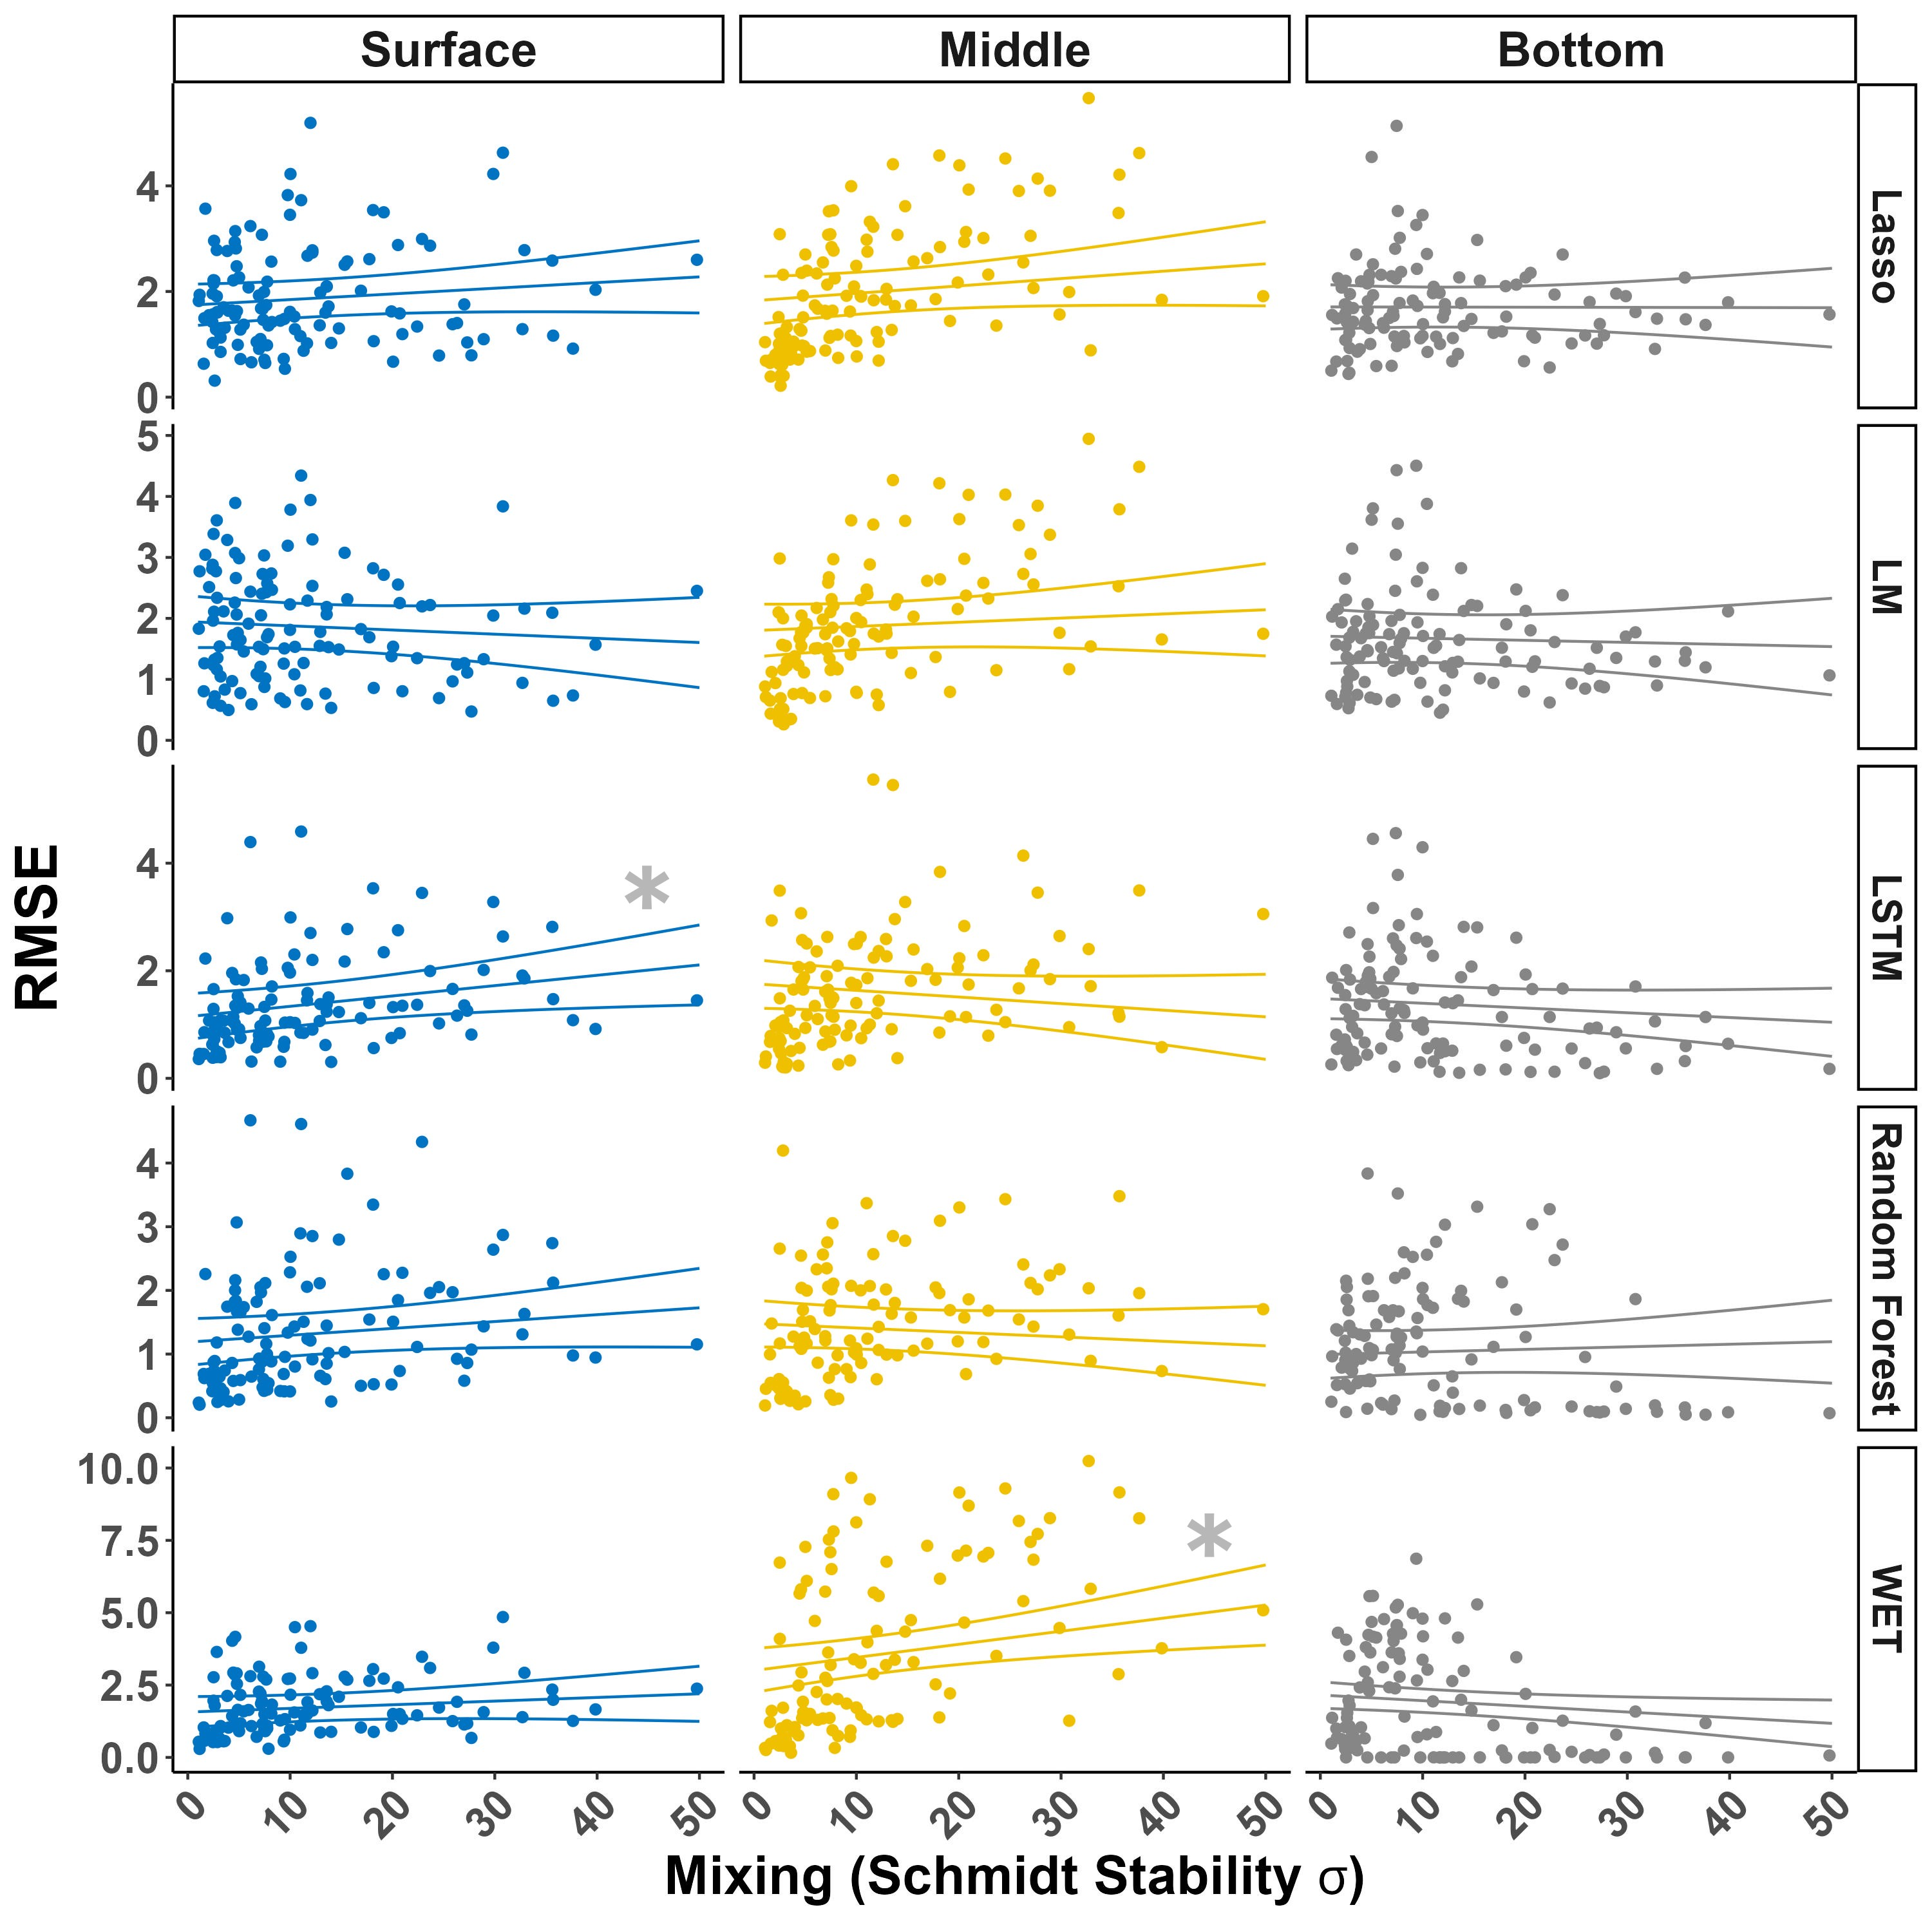 Surface Middle Bottom
4
2
0
Lasso
5
4
3
2
1
0
LM
4
2
0
LSTM
*
4
3
2
1
0
Random Forest
10.0
7.5
5.0
2.5
0.0
WET
*
RMSE
0 10 20 30 40 50 0 10 20 30 40 50 0 10 20 30 40 50
Mixing (Schmidt Stability σ)